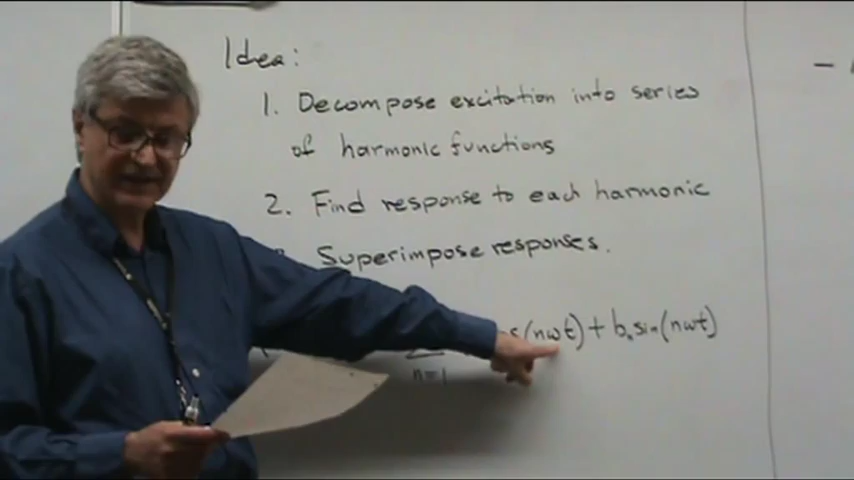 Idea:
1. Decompose excitation into series
of harmonic functions
2. Find response to each harmonic
Superimpose responses.
(nωt) + bₙ sin(nωt)
n=1